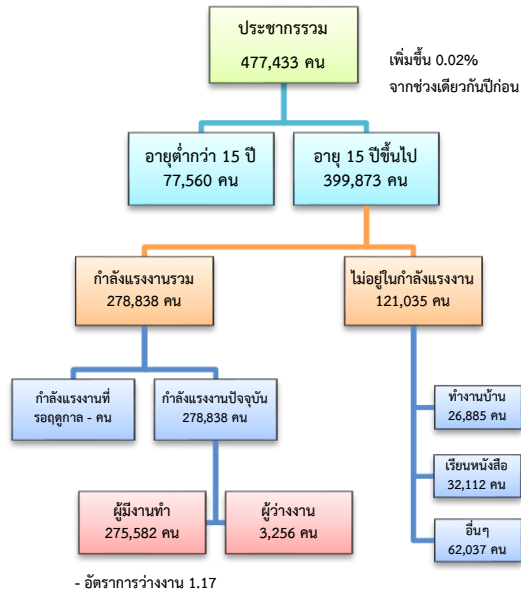 ประชากรรวม
477,433 คน
เพิ่มขึ้น 0.02%
จากช่วงเดียวกันปีก่อน
อายุต่ำกว่า 15 ปี
77,560 คน
อายุ 15 ปีขึ้นไป
399,873 คน
กำลังแรงงานรวม
278,838 คน
ไม่อยู่ในกำลังแรงงาน
121,035 คน
กำลังแรงงานที่
รอฤดูกาล - คน
กำลังแรงงานปัจจุบัน
278,838 คน
ทำงานบ้าน
26,885 คน
เรียนหนังสือ
32,112 คน
อื่นๆ
62,037 คน
ผู้มีงานทำ
275,582 คน
ผู้ว่างงาน
3,256 คน
- อัตราการว่างงาน 1.17